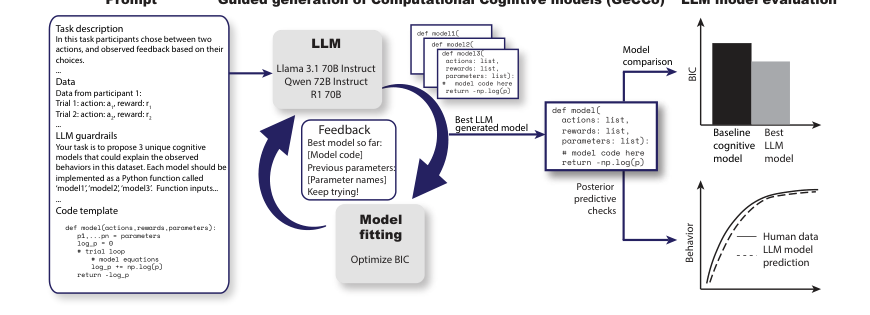 Prompt
Guided generation of Computational Cognitive models (GeCCo)
LLM model evaluation
Task description
In this task participants chose between two
actions, and observed feedback based on their
choices.
...
Data
Data from participant 1:
Trial 1: action: a1, reward: r1
Trial 2: action: a2, reward: r2
...
LLM guardrails
Your task is to propose 3 unique cognitive
models that could explain the observed
behaviors in this dataset. Each model should be
implemented as a Python function called
'model1', 'model2', 'model3'. Function inputs...
...
Code template
def model(actions,rewards,parameters):
p1,...pn = parameters
log_p = 0
# trial loop
# model equations
log_p += np.log(p)
return -log_p
LLM
Llama 3.1 70B Instruct
Qwen 72B Instruct
R1 70B
Feedback
Best model so far:
[Model code]
Previous parameters:
[Parameter names]
Keep trying!
Model
fitting
Optimize BIC
def model1(
def model2(
def model3(
actions: list,
rewards: list,
parameters: list):
# model code here
return -np.log(p)
Best LLM
generated model
def model(
actions: list,
rewards: list,
parameters: list):
# model code here
return -np.log(p)
Model
comparison
Posterior
predictive
checks
BIC
Baseline
cognitive
model
Best
LLM
model
Behavior
Human data
LLM model
prediction